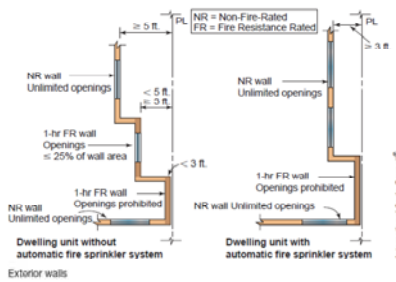 ≥ 5 ft.
PL
NR = Non-Fire-Rated
FR = Fire Resistance Rated
PL
≥ 3 ft
NR wall
Unlimited openings
< 5 ft.
≥ 3 ft.
NR wall
Unlimited openings
1-hr FR wall
Openings
≤ 25% of wall area
< 3 ft.
1-hr FR wall
Openings prohibited
1-hr FR wall
Openings prohibited
NR wall
Unlimited openings
NR wall Unlimited openings
Dwelling unit without
automatic fire sprinkler system
Dwelling unit with
automatic fire sprinkler system
Exterior walls